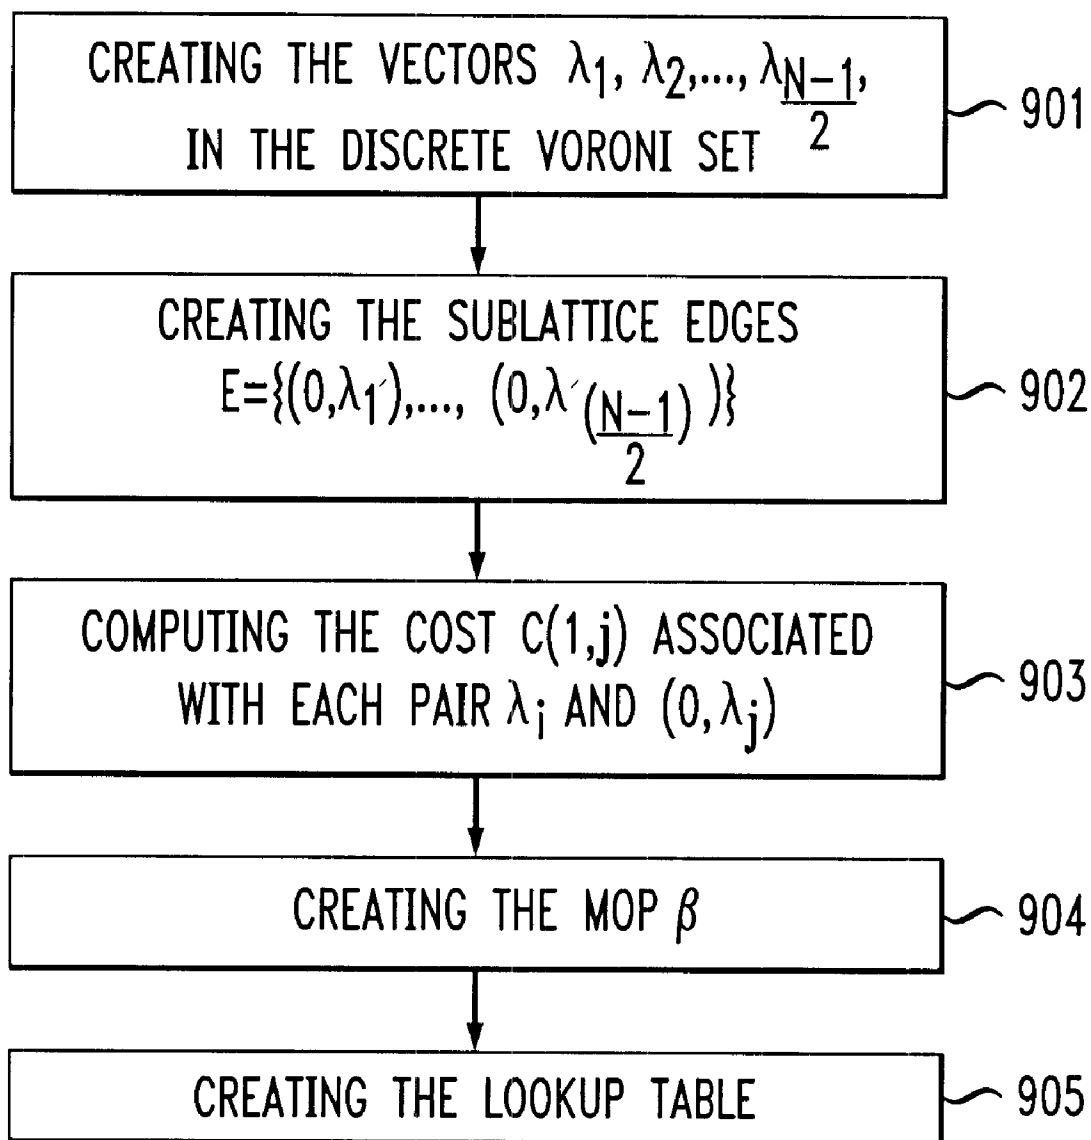 CREATING THE VECTORS λ1, λ2,..., λN-1/2,
IN THE DISCRETE VORONI SET
901
CREATING THE SUBLATTICE EDGES
E={(0,λ1′),..., (0,λ′(N-1/2))}
902
COMPUTING THE COST C(1,j) ASSOCIATED
WITH EACH PAIR λi AND (0,λj)
903
CREATING THE MOP β
904
CREATING THE LOOKUP TABLE
905